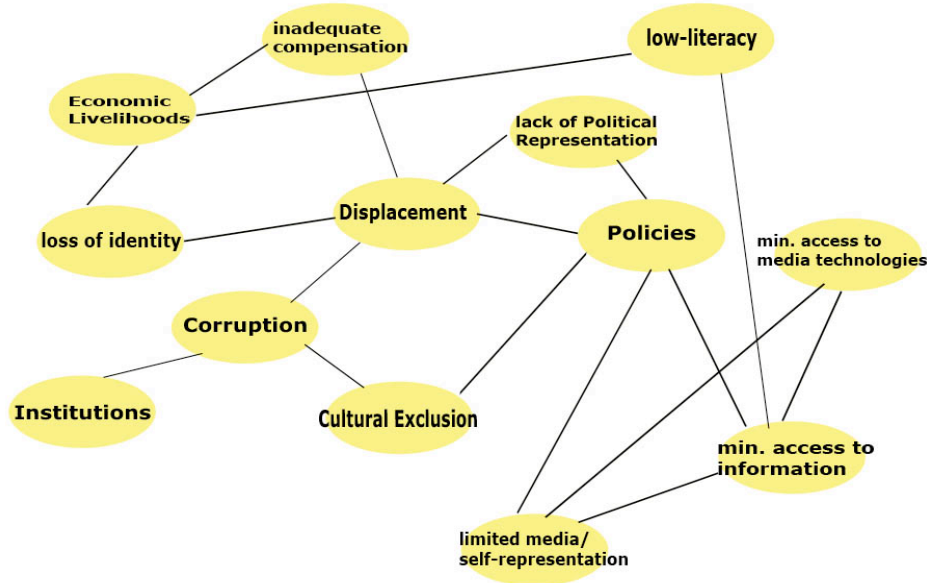 inadequate
compensation
low-literacy
Economic
Livelihoods
lack of Political
Representation
Displacement
loss of identity
Policies
min. access to
media technologies
Corruption
Institutions
Cultural Exclusion
min. access to
information
limited media/
self-representation